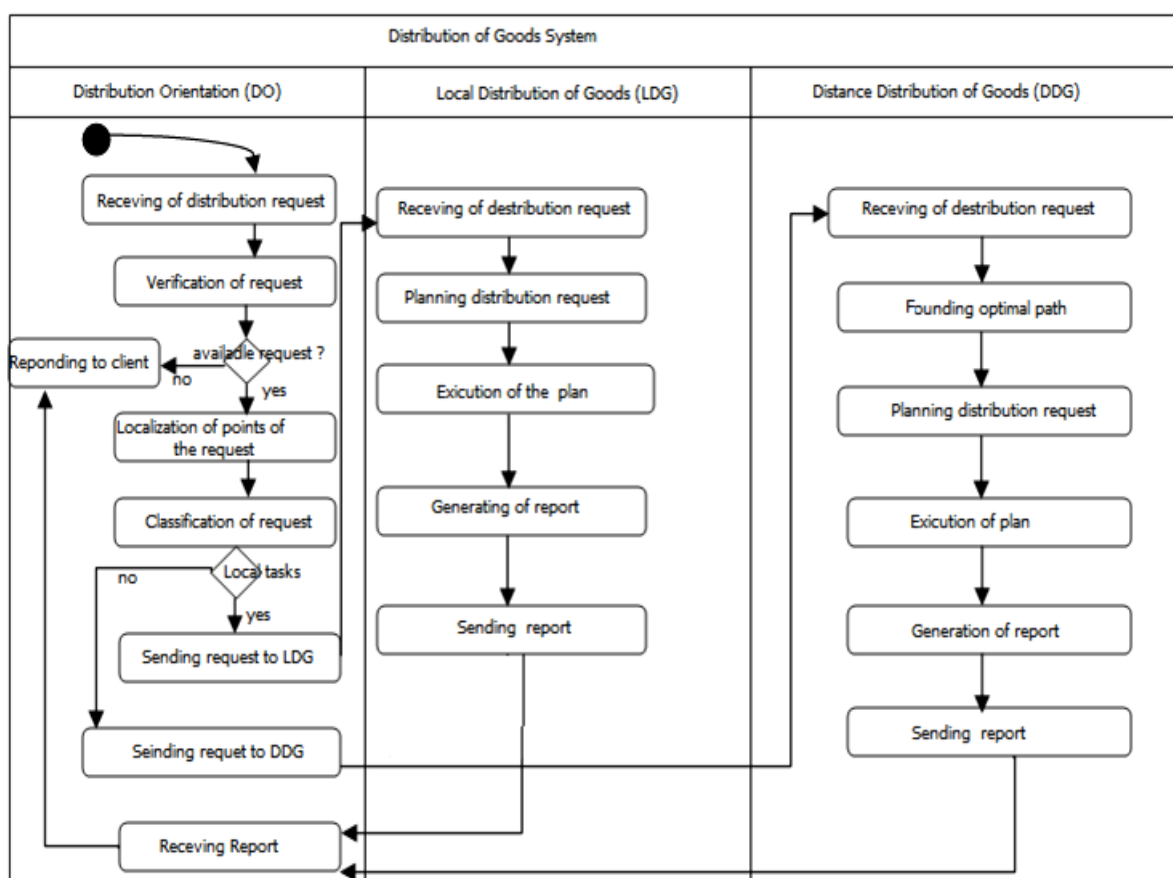 Distribution of Goods System
Distribution Orientation (DO)
Local Distribution of Goods (LDG)
Distance Distribution of Goods (DDG)
Receving of distribution request
Verification of request
availadle request ?
no
yes
Reponding to client
Localization of points of
the request
Classification of request
Local tasks
no
yes
Sending request to LDG
Seinding requet to DDG
Receving Report
Receving of destribution request
Planning distribution request
Exicution of the plan
Generating of report
Sending report
Receving of destribution request
Founding optimal path
Planning distribution request
Exicution of plan
Generation of report
Sending report